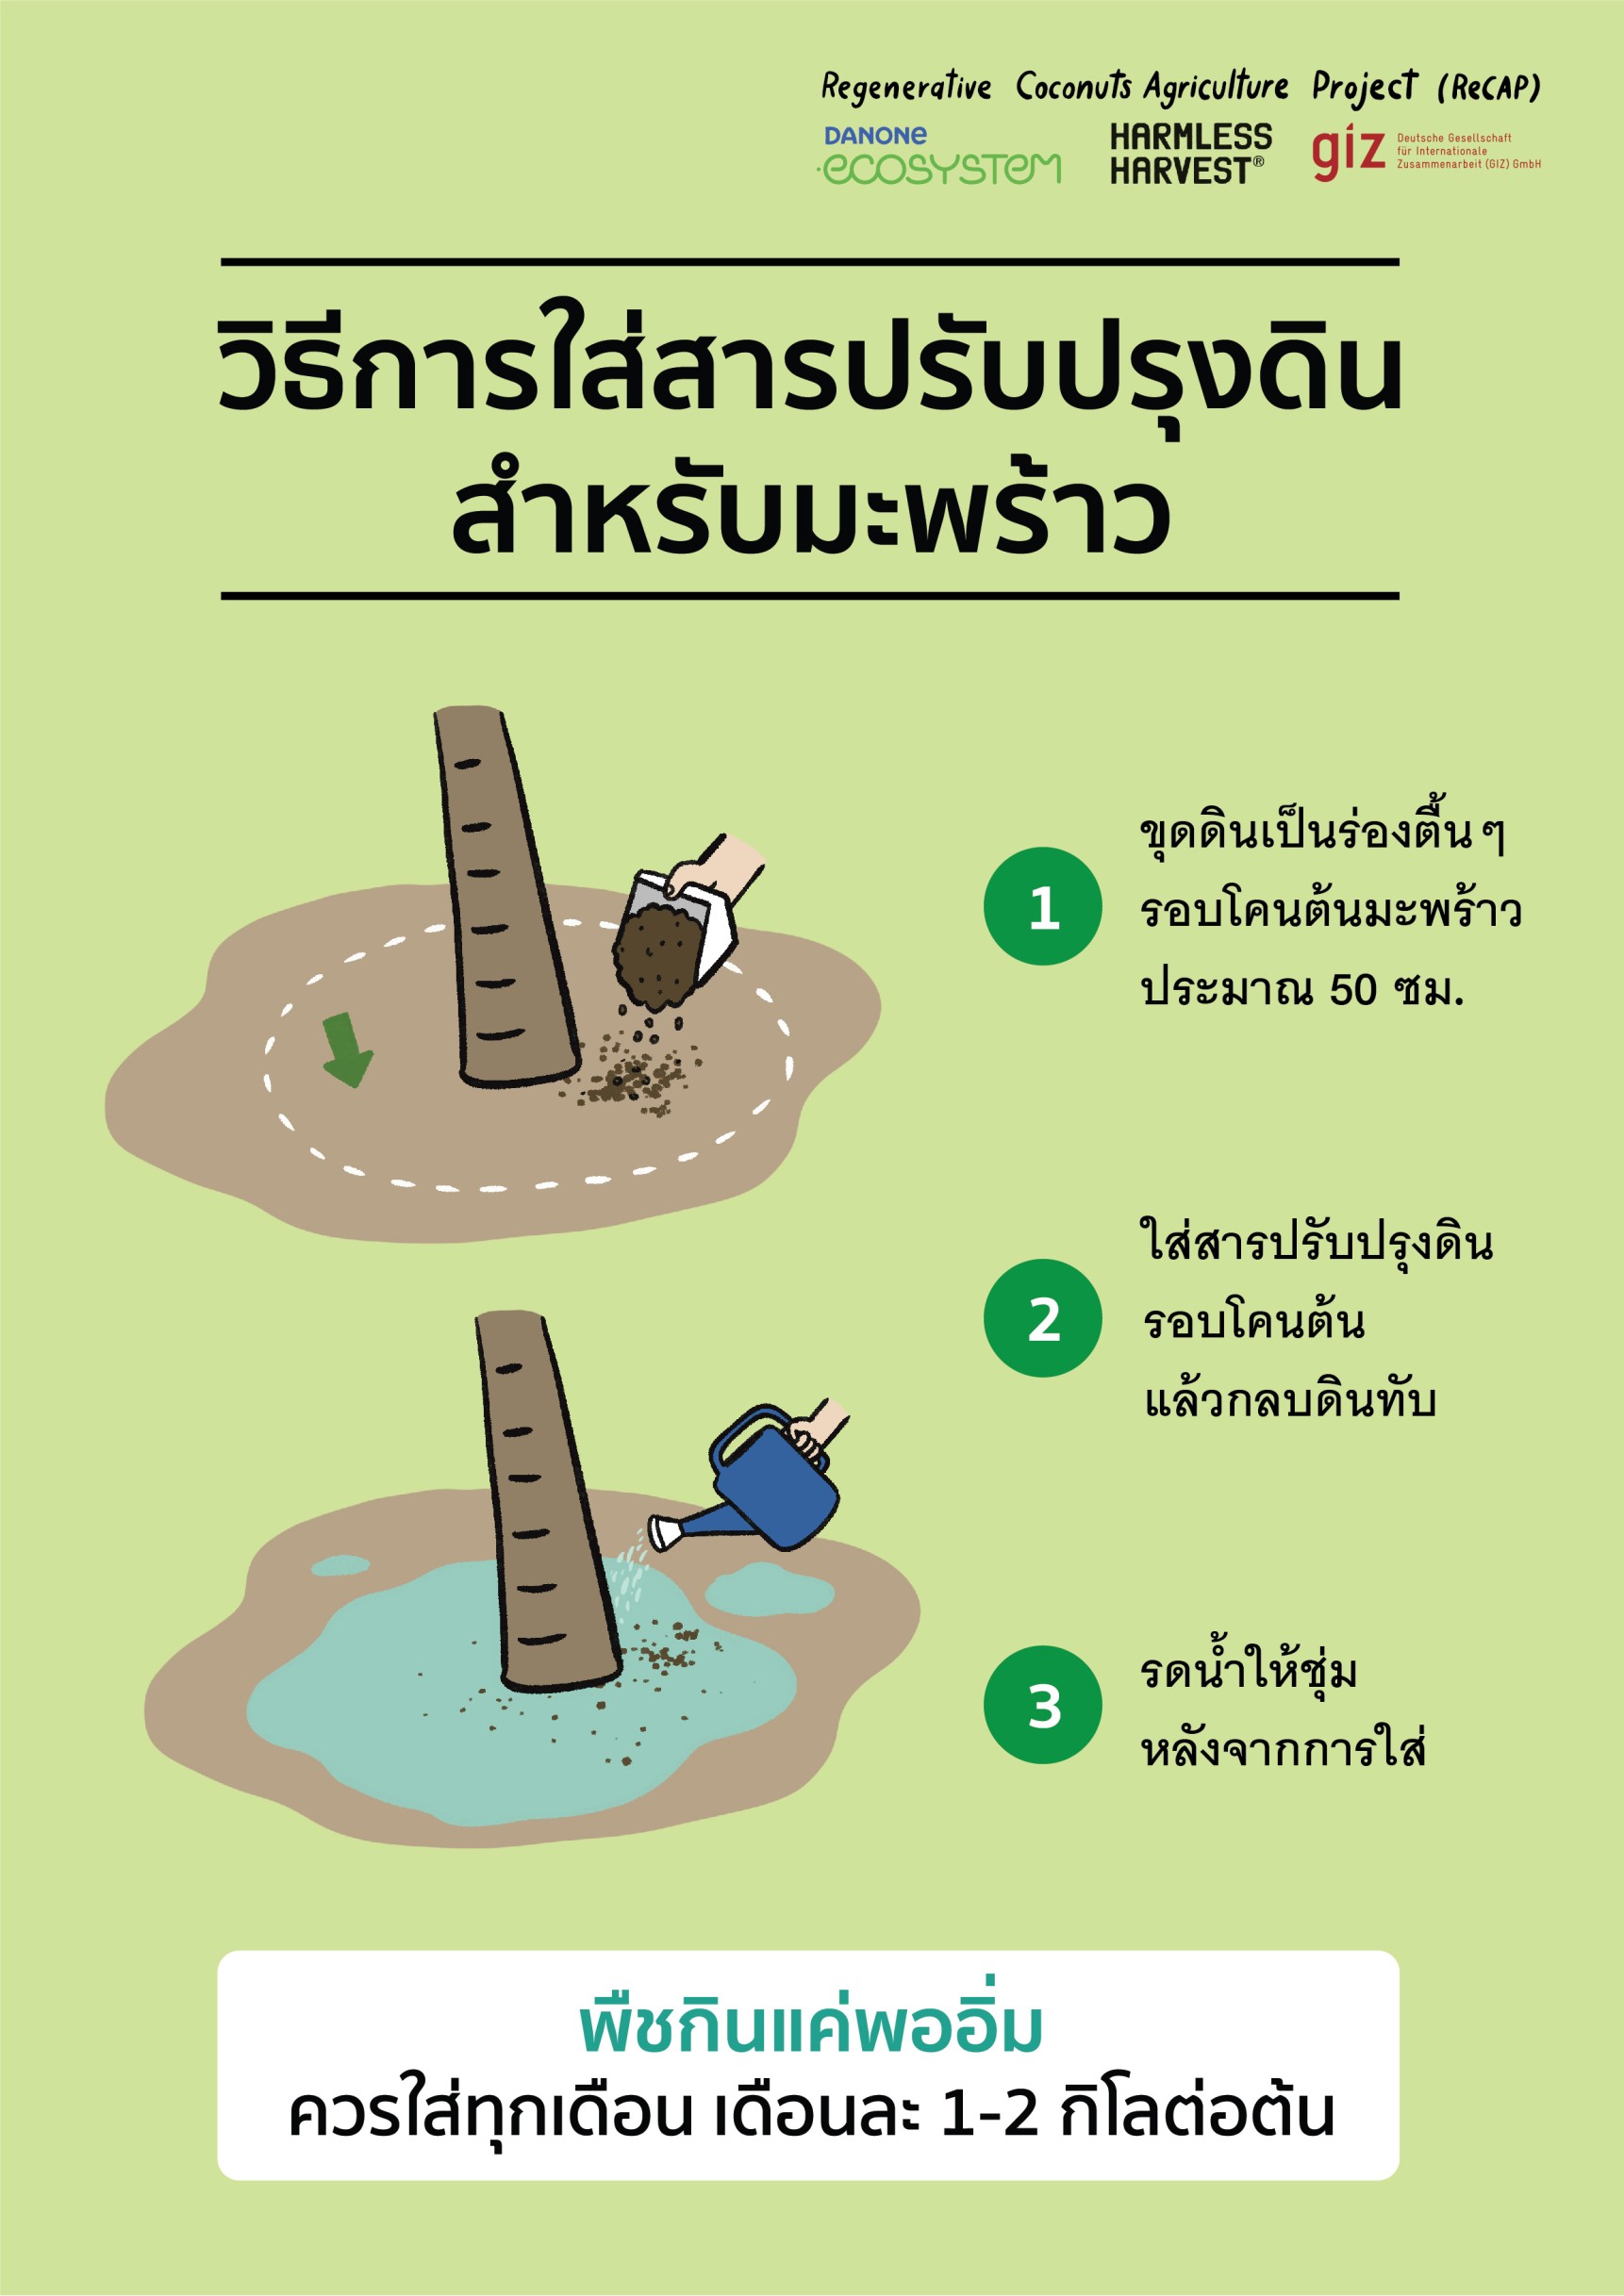 Regenerative Coconuts Agriculture Project (ReCAP)
DANONE
ECOSYSTEM
HARMLESS
HARVEST®
giz
Deutsche Gesellschaft
für Internationale
Zusammenarbeit (GIZ) GmbH
วิธีการใส่สารปรับปรุงดิน
สำหรับมะพร้าว
1
ขุดดินเป็นร่องตื้นๆ
รอบโคนต้นมะพร้าว
ประมาณ 50 ซม.
2
ใส่สารปรับปรุงดิน
รอบโคนต้น
แล้วกลบดินทับ
3
รดน้ำให้ชุ่ม
หลังจากการใส่
พืชกินแค่พออิ่ม
ควรใส่ทุกเดือน เดือนละ 1-2 กิโลต่อต้น